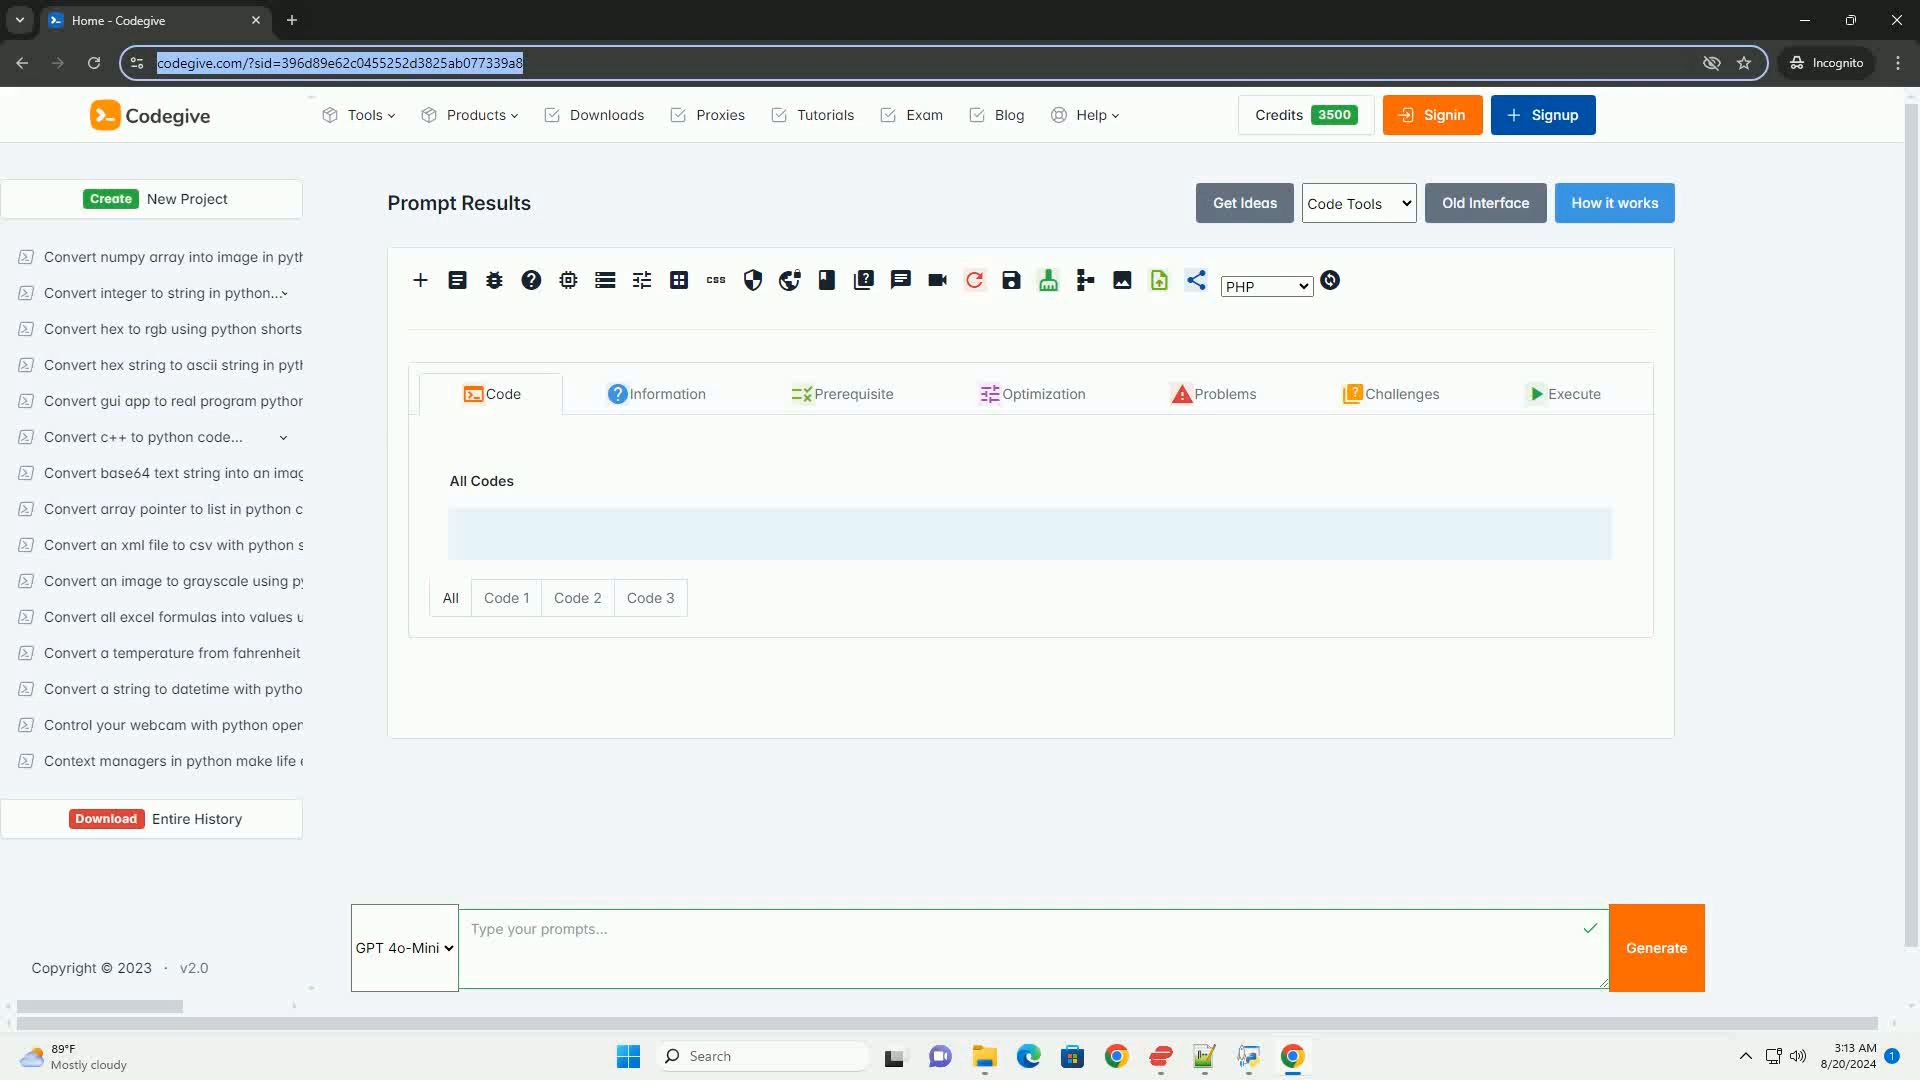 Home - Codegive
codegive.com/?sid=396d89e62c0455252d3825ab077339a8
Incognito
Codegive
Tools
Products
Downloads
Proxies
Tutorials
Exam
Blog
Help
Credits 3500
Signin
Signup
Create New Project
Convert numpy array into image in pyth
Convert integer to string in python...
Convert hex to rgb using python shorts
Convert hex string to ascii string in pyth
Convert gui app to real program python
Convert c++ to python code...
Convert base64 text string into an imag
Convert array pointer to list in python c
Convert an xml file to csv with python s
Convert an image to grayscale using py
Convert all excel formulas into values u
Convert a temperature from fahrenheit
Convert a string to datetime with pytho
Control your webcam with python open
Context managers in python make life e
Download Entire History
Copyright © 2023 · v2.0
Prompt Results
Get Ideas
Code Tools
Old Interface
How it works
CSS
PHP
Code
Information
Prerequisite
Optimization
Problems
Challenges
Execute
All Codes
All
Code 1
Code 2
Code 3
GPT 4o-Mini
Type your prompts...
Generate
89°F
Mostly cloudy
Search
3:13 AM
8/20/2024
1